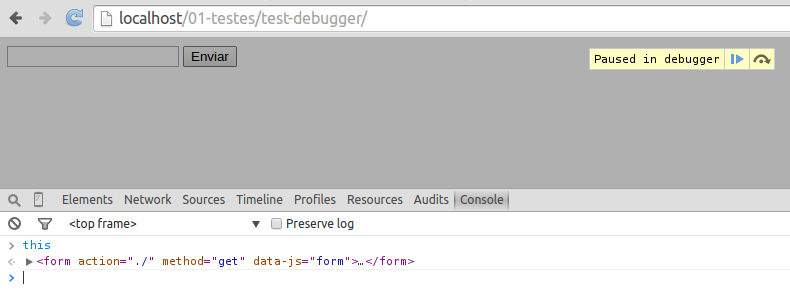 localhost/01-testes/test-debugger/
Enviar
Paused in debugger
Elements Network Sources Timeline Profiles Resources Audits Console
<top frame> Preserve log
this
<form action="./" method="get" data-js="form">…</form>